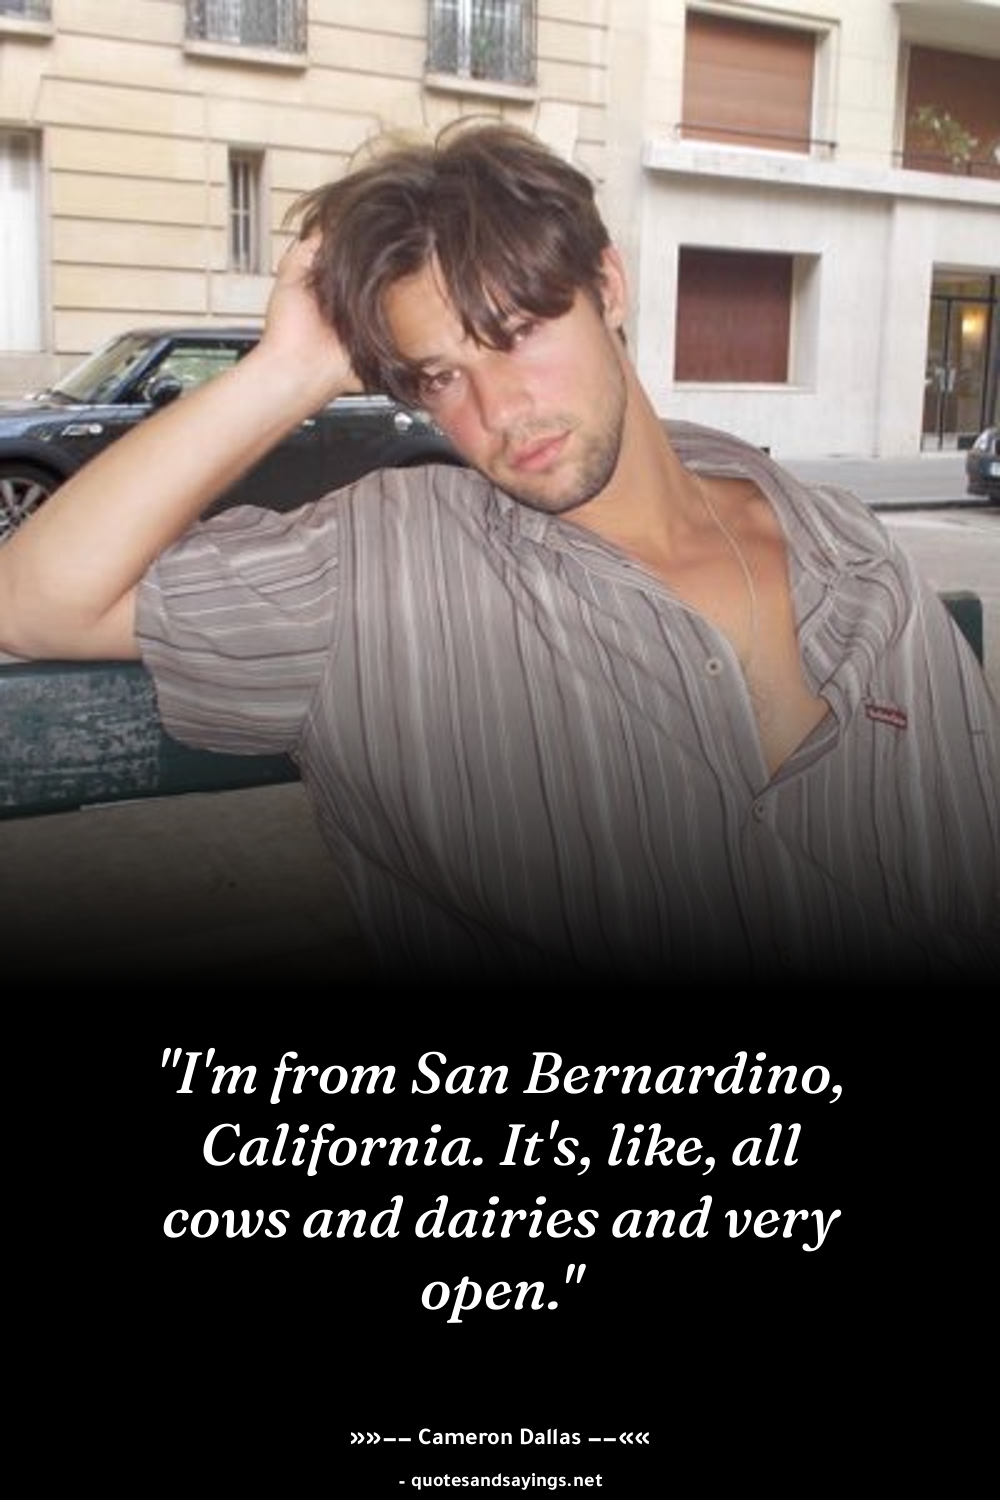 "I'm from San Bernardino,
California. It's, like, all
cows and dairies and very
open."
»»–– Cameron Dallas ––««
- quotesandsayings.net